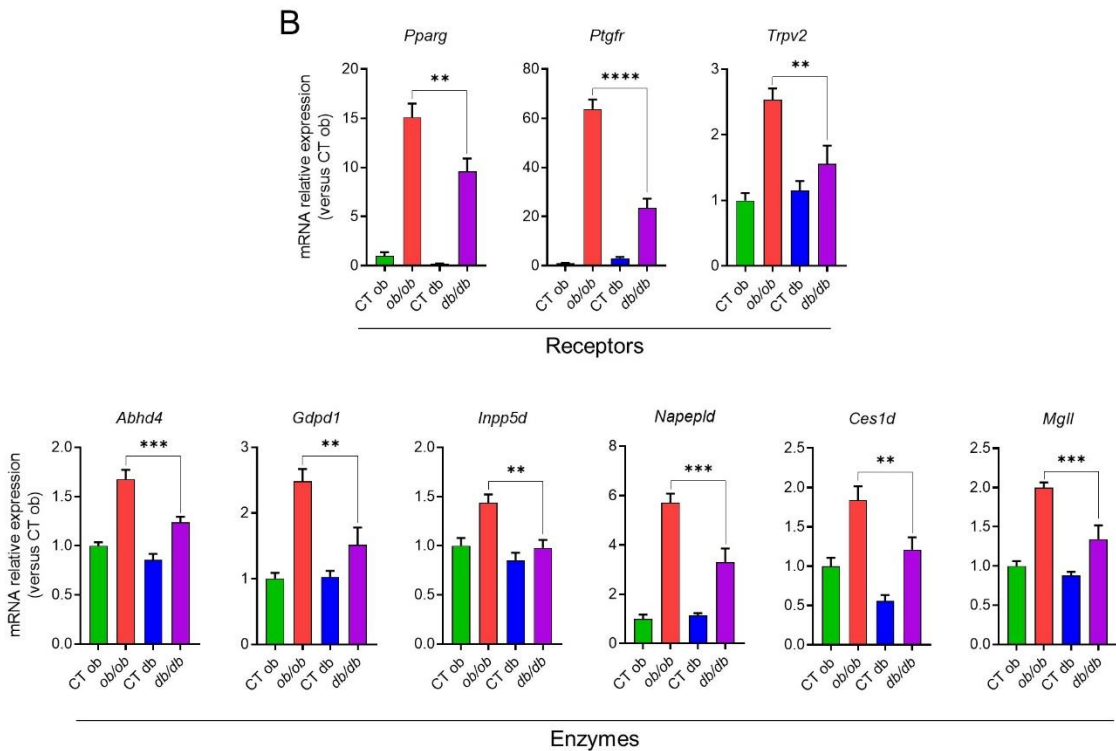 B
Pparg
Ptgfr
Trpv2
mRNA relative expression
(versus CT ob)
20
15
10
5
0
**
CT ob
ob/ob
CT db
db/db
80
60
40
20
0
****
CT ob
ob/ob
CT db
db/db
3
2
1
0
**
CT ob
ob/ob
CT db
db/db
Receptors
Abhd4
Gdpd1
Inpp5d
Napepld
Ces1d
Mgll
mRNA relative expression
(versus CT ob)
2.0
1.5
1.0
0.5
0.0
***
CT ob
ob/ob
CT db
db/db
3
2
1
0
**
CT ob
ob/ob
CT db
db/db
2.0
1.5
1.0
0.5
0.0
**
CT ob
ob/ob
CT db
db/db
8
6
4
2
0
***
CT ob
ob/ob
CT db
db/db
2.5
2.0
1.5
1.0
0.5
0.0
**
CT ob
ob/ob
CT db
db/db
2.5
2.0
1.5
1.0
0.5
0.0
***
CT ob
ob/ob
CT db
db/db
Enzymes